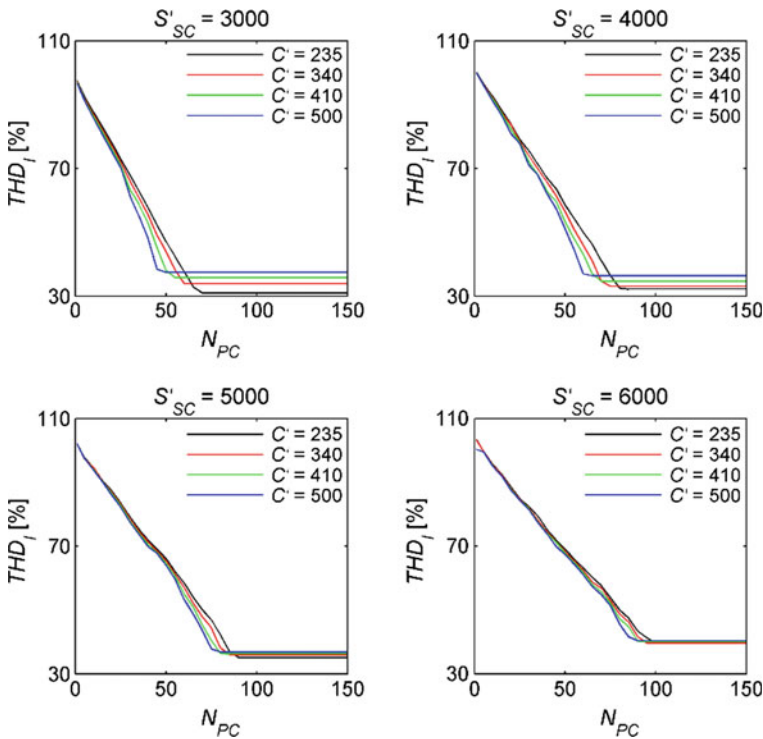 S'SC = 3000
110
70
30
THDI [%]
C' = 235
C' = 340
C' = 410
C' = 500
0 50 100 150
NPC
S'SC = 4000
110
70
30
THDI [%]
C' = 235
C' = 340
C' = 410
C' = 500
0 50 100 150
NPC
S'SC = 5000
110
70
30
THDI [%]
C' = 235
C' = 340
C' = 410
C' = 500
0 50 100 150
NPC
S'SC = 6000
110
70
30
THDI [%]
C' = 235
C' = 340
C' = 410
C' = 500
0 50 100 150
NPC